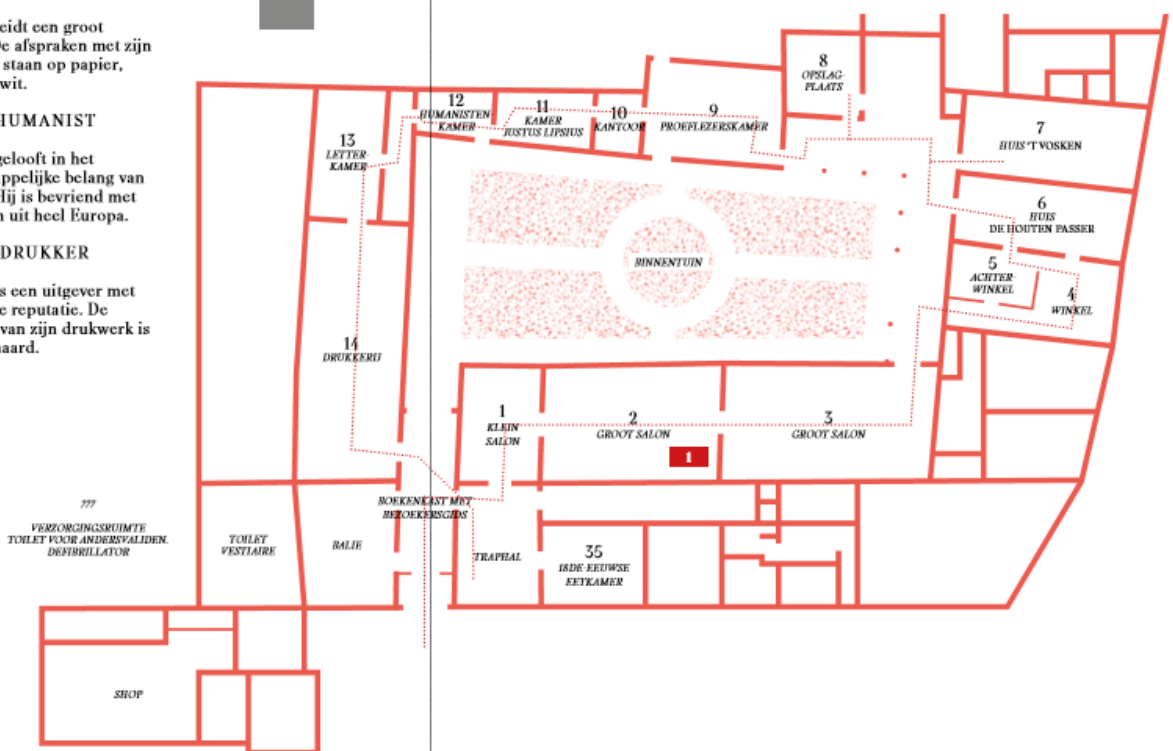 eidt een groot
e afspraken met zijn
staan op papier,
wit.
HUMANIST
gelooft in het
ppelijke belang van
Hij is bevriend met
n uit heel Europa.
DRUKKER
s een uitgever met
e reputatie. De
van zijn drukwerk is
aard.
8
OPSLAG-
PLAATS
12
HUMANISTEN
KAMER
11
KAMER
JUSTUS LIPSIUS
10
KANTOOR
9
PROEFLEZERSKAMER
13
LETTER-
KAMER
7
HUIS 'T VOSKEN
6
HUIS
DE HOUTEN PASSER
BINNENTUIN
5
ACHTER-
WINKEL
4
WINKEL
14
DRUKKERIJ
1
KLEIN
SALON
2
GROOT SALON
3
GROOT SALON
1
???
VERZORGINGSRUIMTE
TOILET VOOR ANDERSVALIDEN.
DEFIBRILLATOR
TOILET
VESTIAIRE
BALIE
BOEKENKAST MET
BEZOEKERSGIDS
TRAPHAL
35
18DE-EEUWSE
EETKAMER
SHOP